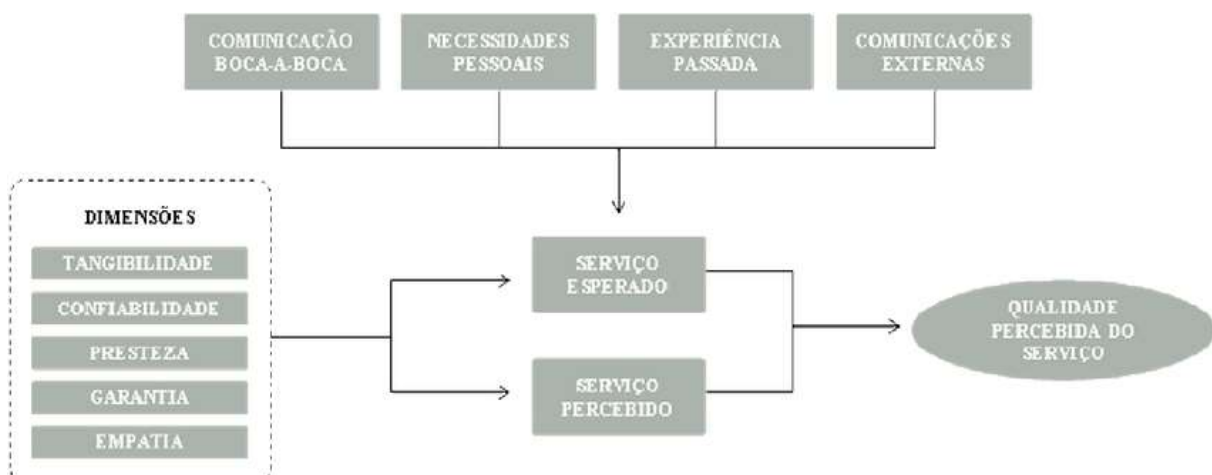 COMUNICAÇÃO
BOCA-A-BOCA
NECESSIDADES
PESSOAIS
EXPERIÊNCIA
PASSADA
COMUNICAÇÕES
EXTERNAS
DIMENSÕES
TANGIBILIDADE
CONFIABILIDADE
PRESTEZA
GARANTIA
EMPATIA
SERVIÇO
ESPERADO
SERVIÇO
PERCEBIDO
QUALIDADE
PERCEBIDA DO
SERVIÇO